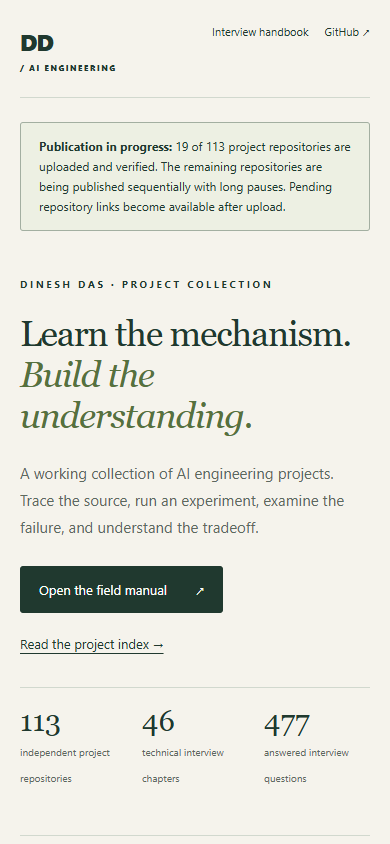 DD
/ AI ENGINEERING
Interview handbook
GitHub ↗
Publication in progress: 19 of 113 project repositories are
uploaded and verified. The remaining repositories are
being published sequentially with long pauses. Pending
repository links become available after upload.
DINESH DAS · PROJECT COLLECTION
Learn the mechanism.
Build the
understanding.
A working collection of AI engineering projects.
Trace the source, run an experiment, examine the
failure, and understand the tradeoff.
Open the field manual ↗
Read the project index →
113
independent project
repositories
46
technical interview
chapters
477
answered interview
questions